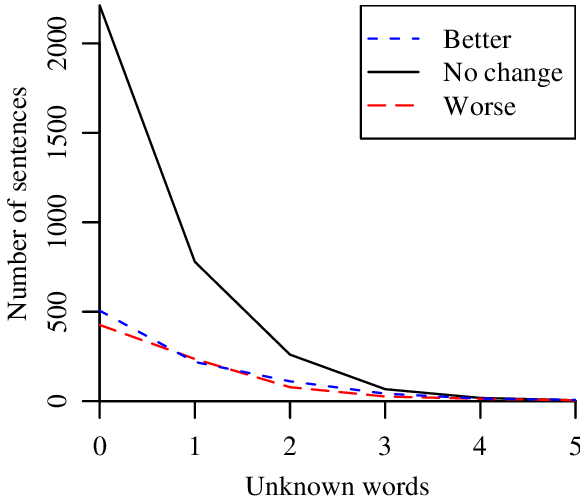 Better
No change
Worse
Number of sentences
2000
1500
1000
500
0
0 1 2 3 4 5
Unknown words